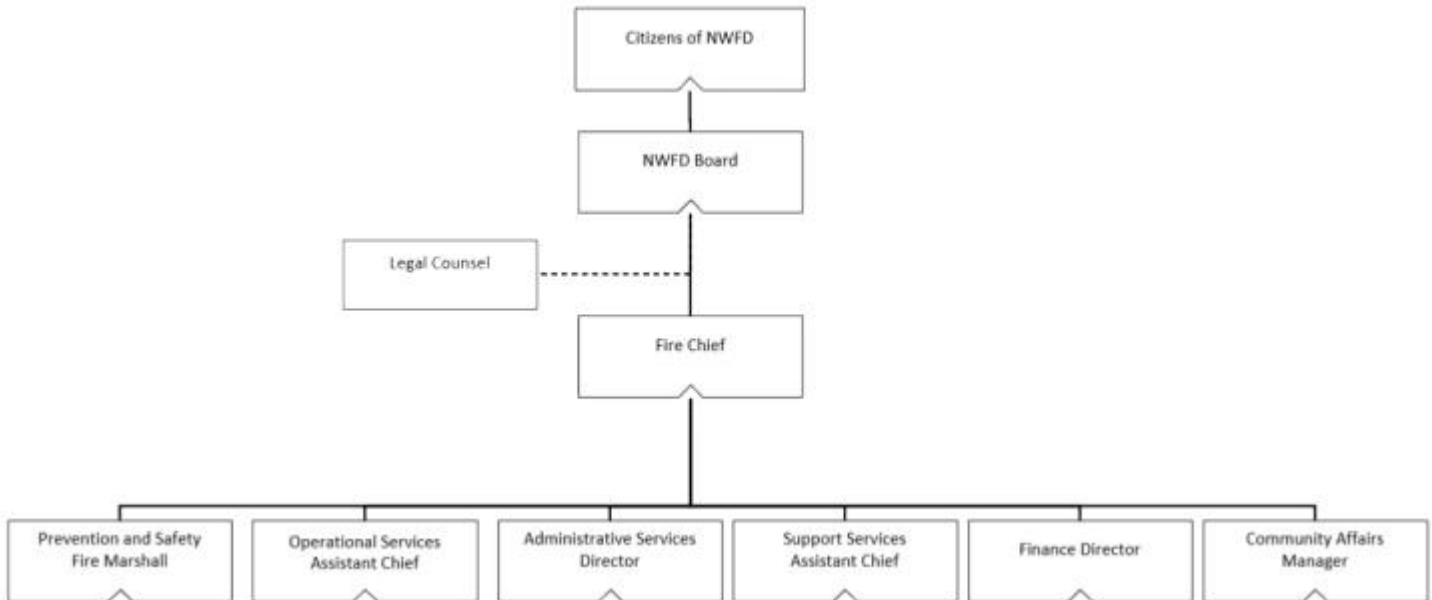 Citizens of NWFD
NWFD Board
Legal Counsel
Fire Chief
Prevention and Safety
Fire Marshall
Operational Services
Assistant Chief
Administrative Services
Director
Support Services
Assistant Chief
Finance Director
Community Affairs
Manager